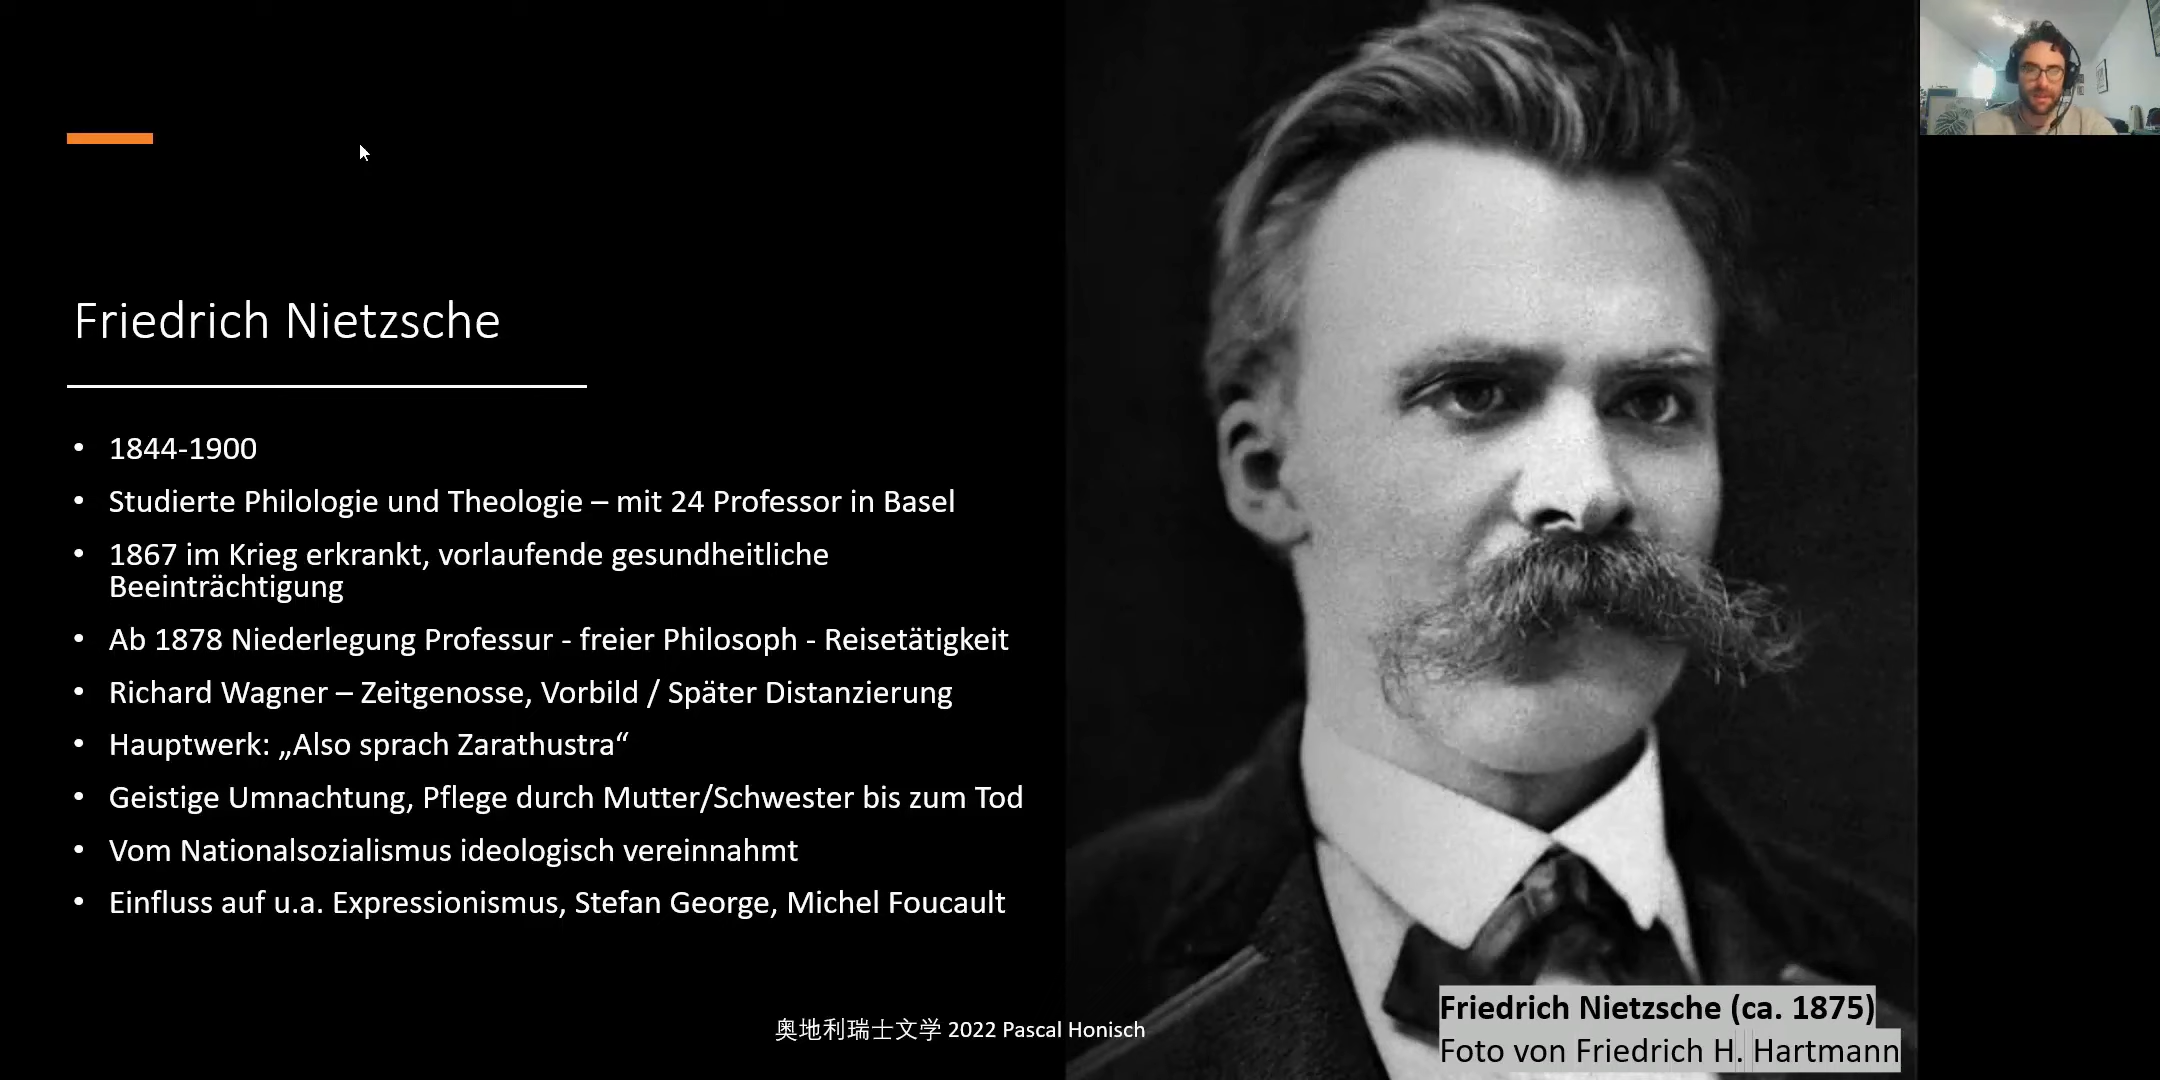 Friedrich Nietzsche
• 1844-1900
• Studierte Philologie und Theologie – mit 24 Professor in Basel
• 1867 im Krieg erkrankt, vorlaufende gesundheitliche
Beeinträchtigung
• Ab 1878 Niederlegung Professur - freier Philosoph - Reisetätigkeit
• Richard Wagner – Zeitgenosse, Vorbild / Später Distanzierung
• Hauptwerk: „Also sprach Zarathustra“
• Geistige Umnachtung, Pflege durch Mutter/Schwester bis zum Tod
• Vom Nationalsozialismus ideologisch vereinnahmt
• Einfluss auf u.a. Expressionismus, Stefan George, Michel Foucault
奥地利瑞士文学 2022 Pascal Honisch
Friedrich Nietzsche (ca. 1875)
Foto von Friedrich H. Hartmann